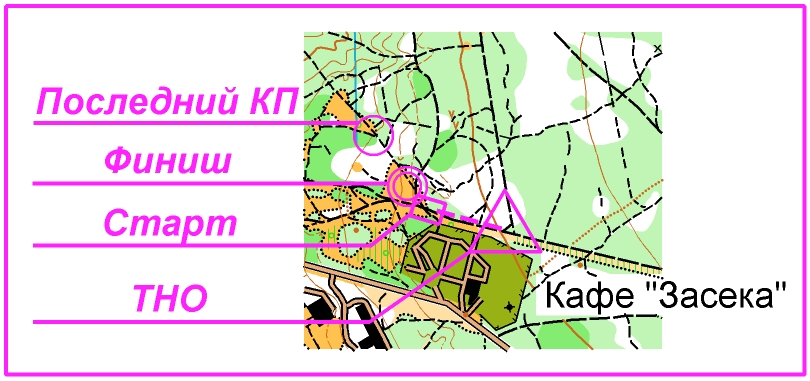 Последний КП
Финиш
Старт
ТНО
Кафе "Засека"